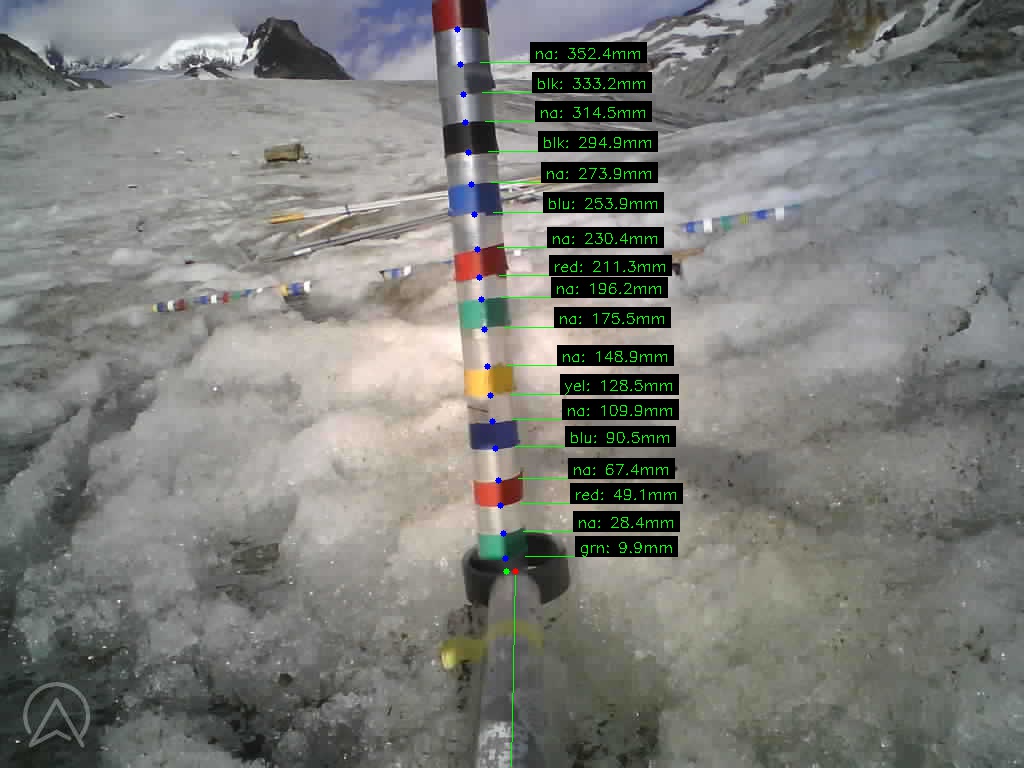 na: 352.4mm
blk: 333.2mm
na: 314.5mm
blk: 294.9mm
na: 273.9mm
blu: 253.9mm
na: 230.4mm
red: 211.3mm
na: 196.2mm
na: 175.5mm
na: 148.9mm
yel: 128.5mm
na: 109.9mm
blu: 90.5mm
na: 67.4mm
red: 49.1mm
na: 28.4mm
grn: 9.9mm